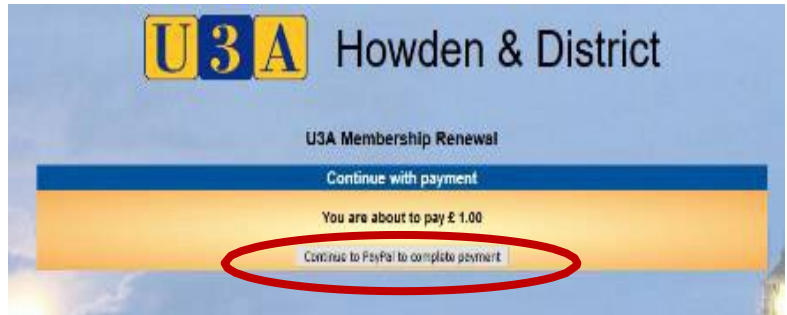 U3A Howden & District
U3A Membership Renewal
Continue with payment
You are about to pay £ 1.00
Continue to PayPal to complete payment